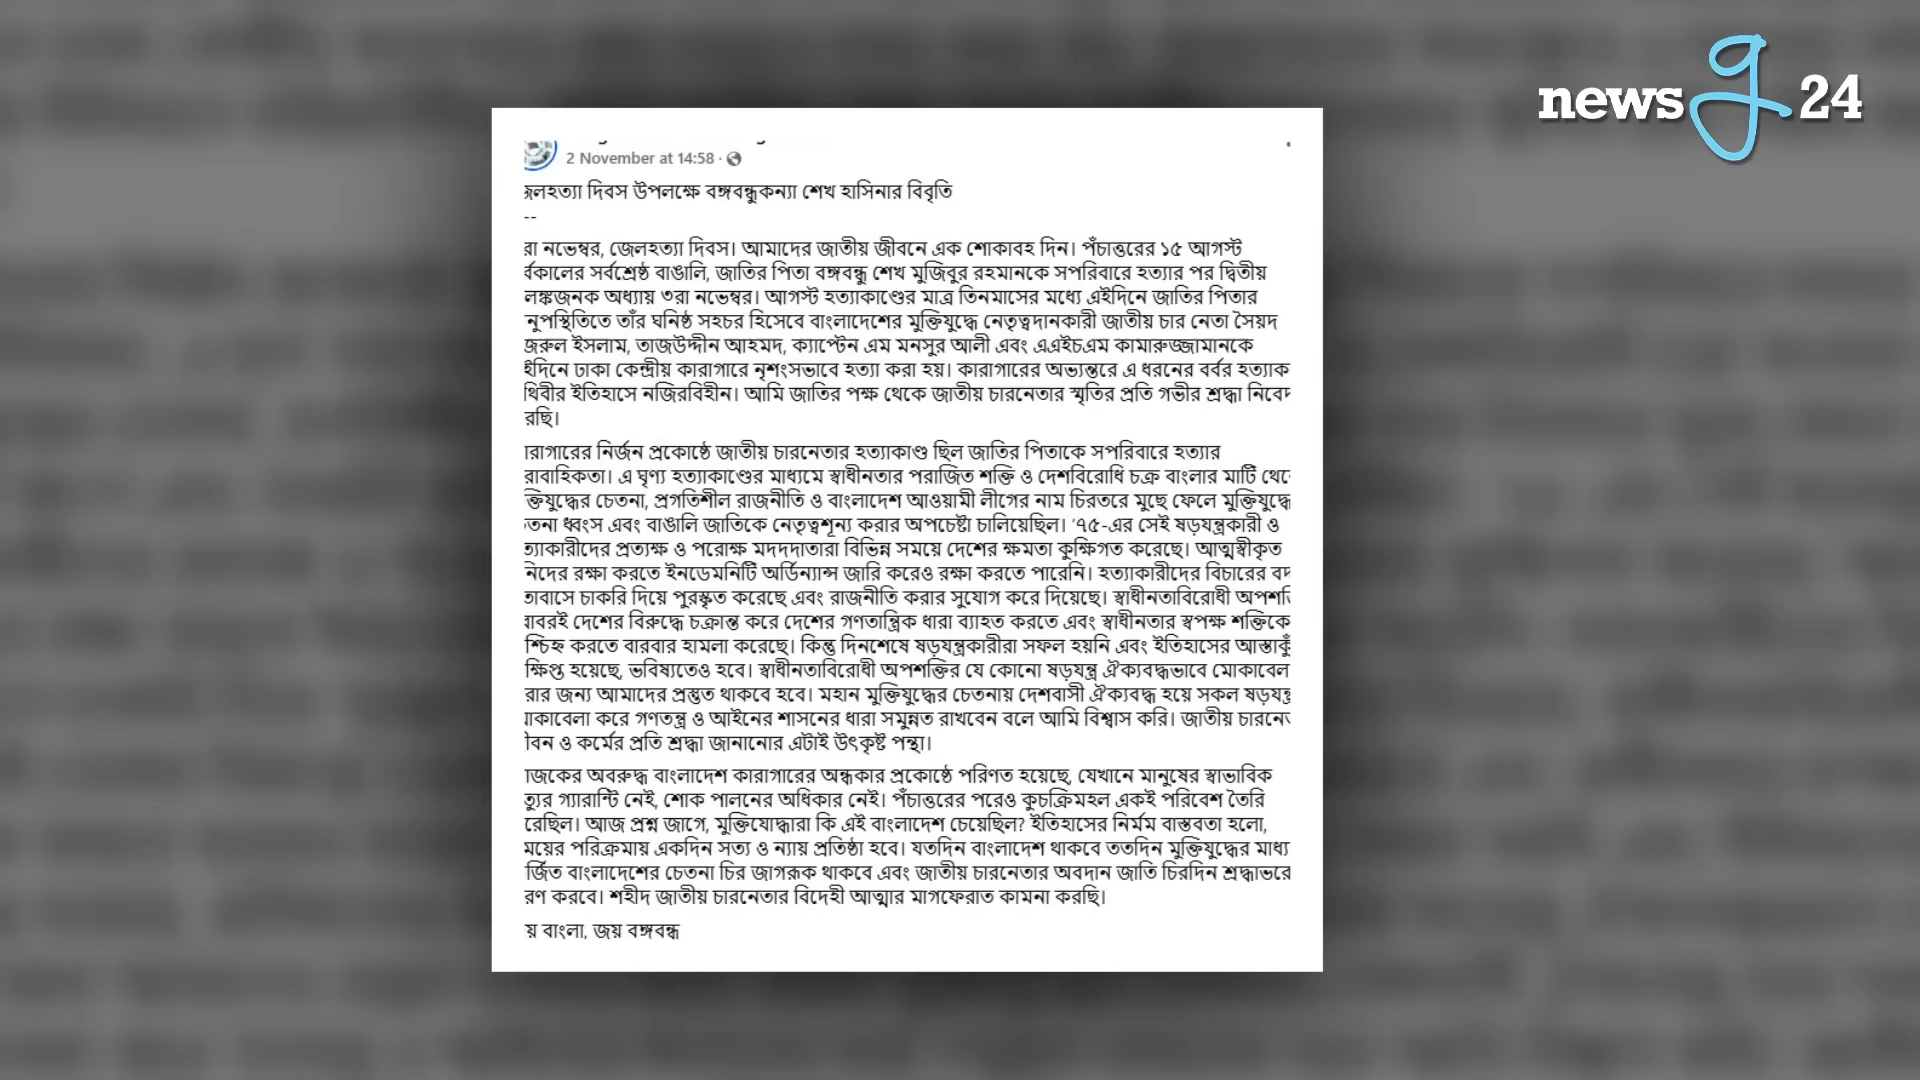 news g 24
2 November at 14:58 ·
জেলহত্যা দিবস উপলক্ষে বঙ্গবন্ধুকন্যা শেখ হাসিনার বিবৃতি
--
রা নভেম্বর, জেলহত্যা দিবস। আমাদের জাতীয় জীবনে এক শোকাবহ দিন। পঁচাত্তরের ১৫ আগস্ট
র্বকালের সর্বশ্রেষ্ঠ বাঙালি, জাতির পিতা বঙ্গবন্ধু শেখ মুজিবুর রহমানকে সপরিবারে হত্যার পর দ্বিতীয়
লঙ্কজনক অধ্যায় ৩রা নভেম্বর। আগস্ট হত্যাকাণ্ডের মাত্র তিনমাসের মধ্যে এইদিনে জাতির পিতার
নুপস্থিতিতে তাঁর ঘনিষ্ঠ সহচর হিসেবে বাংলাদেশের মুক্তিযুদ্ধে নেতৃত্বদানকারী জাতীয় চার নেতা সৈয়দ
জরুল ইসলাম, তাজউদ্দীন আহমদ, ক্যাপ্টেন এম মনসুর আলী এবং এএইচএম কামারুজ্জামানকে
ইদিনে ঢাকা কেন্দ্রীয় কারাগারে নৃশংসভাবে হত্যা করা হয়। কারাগারের অভ্যন্তরে এ ধরনের বর্বর হত্যাক
থিবীর ইতিহাসে নজিরবিহীন। আমি জাতির পক্ষ থেকে জাতীয় চারনেতার স্মৃতির প্রতি গভীর শ্রদ্ধা নিবেদ
রছি।
ারাগারের নির্জন প্রকোষ্ঠে জাতীয় চারনেতার হত্যাকাণ্ড ছিল জাতির পিতাকে সপরিবারে হত্যার
রাবাহিকতা। এ ঘৃণ্য হত্যাকাণ্ডের মাধ্যমে স্বাধীনতার পরাজিত শক্তি ও দেশবিরোধি চক্র বাংলার মাটি থেকে
ক্তিযুদ্ধের চেতনা, প্রগতিশীল রাজনীতি ও বাংলাদেশ আওয়ামী লীগের নাম চিরতরে মুছে ফেলে মুক্তিযুদ্ধে
তনা ধ্বংস এবং বাঙালি জাতিকে নেতৃত্বশূন্য করার অপচেষ্টা চালিয়েছিল। '৭৫-এর সেই ষড়যন্ত্রকারী ও
ত্যাকারীদের প্রত্যক্ষ ও পরোক্ষ মদদদাতারা বিভিন্ন সময়ে দেশের ক্ষমতা কুক্ষিগত করেছে। আত্মস্বীকৃত
নিদের রক্ষা করতে ইনডেমনিটি অর্ডিন্যান্স জারি করেও রক্ষা করতে পারেনি। হত্যাকারীদের বিচারের বদ
তাবাসে চাকরি দিয়ে পুরস্কৃত করেছে এবং রাজনীতি করার সুযোগ করে দিয়েছে। স্বাধীনতাবিরোধী অপশক্তি
রাবরই দেশের বিরুদ্ধে চক্রান্ত করে দেশের গণতান্ত্রিক ধারা ব্যাহত করতে এবং স্বাধীনতার স্বপক্ষ শক্তিকে
শ্চিহ্ন করতে বারবার হামলা করেছে। কিন্তু দিনশেষে ষড়যন্ত্রকারীরা সফল হয়নি এবং ইতিহাসের আস্তাকুঁ
ক্ষিপ্ত হয়েছে, ভবিষ্যতেও হবে। স্বাধীনতাবিরোধী অপশক্তির যে কোনো ষড়যন্ত্র ঐক্যবদ্ধভাবে মোকাবেল
রার জন্য আমাদের প্রস্তুত থাকবে হবে। মহান মুক্তিযুদ্ধের চেতনায় দেশবাসী ঐক্যবদ্ধ হয়ে সকল ষড়যন্ত্র
াকাবেলা করে গণতন্ত্র ও আইনের শাসনের ধারা সমুন্নত রাখবেন বলে আমি বিশ্বাস করি। জাতীয় চারনেত
ীবন ও কর্মের প্রতি শ্রদ্ধা জানানোর এটাই উৎকৃষ্ট পন্থা।
াজকের অবরুদ্ধ বাংলাদেশ কারাগারের অন্ধকার প্রকোষ্ঠে পরিণত হয়েছে, যেখানে মানুষের স্বাভাবিক
ত্যুর গ্যারান্টি নেই, শোক পালনের অধিকার নেই। পঁচাত্তরের পরেও কুচক্রিমহল একই পরিবেশ তৈরি
রেছিল। আজ প্রশ্ন জাগে, মুক্তিযোদ্ধারা কি এই বাংলাদেশ চেয়েছিল? ইতিহাসের নির্মম বাস্তবতা হলো,
ময়ের পরিক্রমায় একদিন সত্য ও ন্যায় প্রতিষ্ঠা হবে। যতদিন বাংলাদেশ থাকবে ততদিন মুক্তিযুদ্ধের মাধ্য
র্জিত বাংলাদেশের চেতনা চির জাগরূক থাকবে এবং জাতীয় চারনেতার অবদান জাতি চিরদিন শ্রদ্ধাভরে
রণ করবে। শহীদ জাতীয় চারনেতার বিদেহী আত্মার মাগফেরাত কামনা করছি।
য় বাংলা, জয় বঙ্গবন্ধ